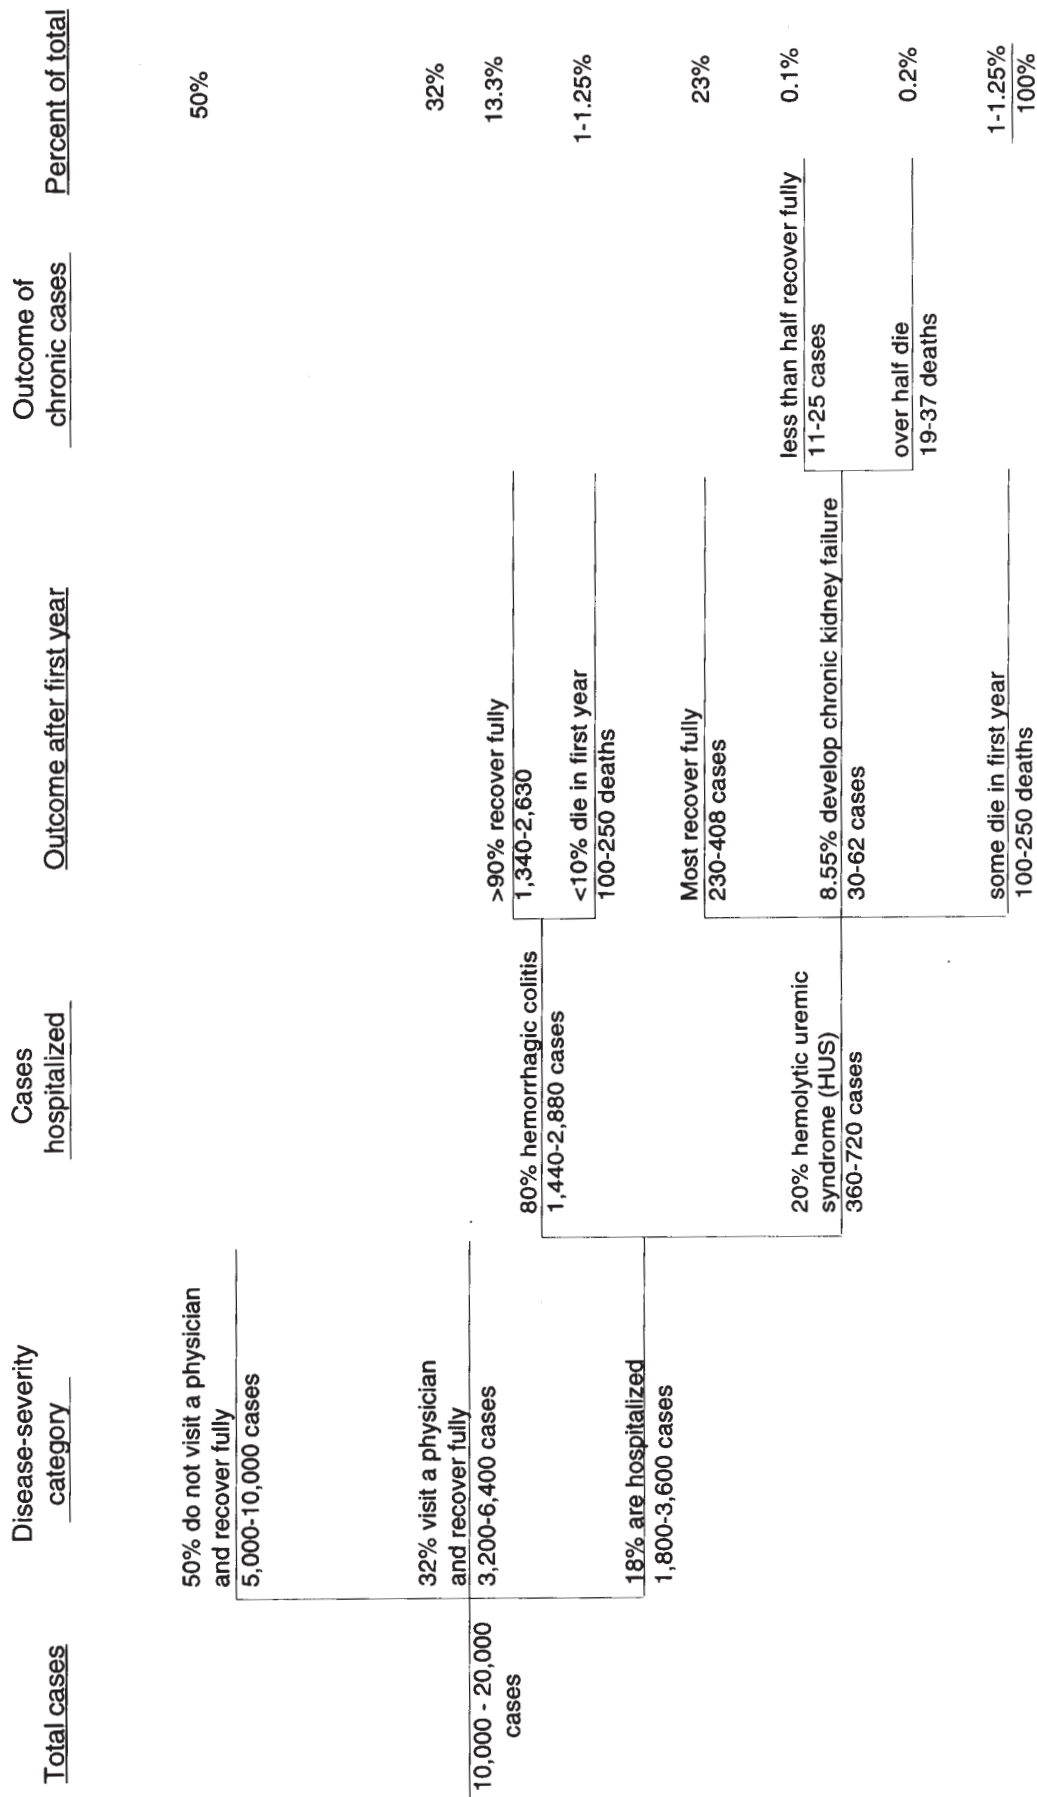 Total cases
Disease-severity
category
Cases
hospitalized
Outcome after first year
Outcome of
chronic cases
Percent of total
10,000 - 20,000
cases
50% do not visit a physician
and recover fully
5,000-10,000 cases
50%
32% visit a physician
and recover fully
3,200-6,400 cases
32%
18% are hospitalized
1,800-3,600 cases
80% hemorrhagic colitis
1,440-2,880 cases
>90% recover fully
1,340-2,630
13.3%
<10% die in first year
100-250 deaths
1-1.25%
20% hemolytic uremic
syndrome (HUS)
360-720 cases
Most recover fully
230-408 cases
23%
8.55% develop chronic kidney failure
30-62 cases
less than half recover fully
11-25 cases
0.1%
over half die
19-37 deaths
0.2%
some die in first year
100-250 deaths
1-1.25%
100%